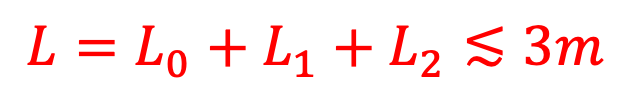 L = L₀ + L₁ + L₂ ≲ 3m